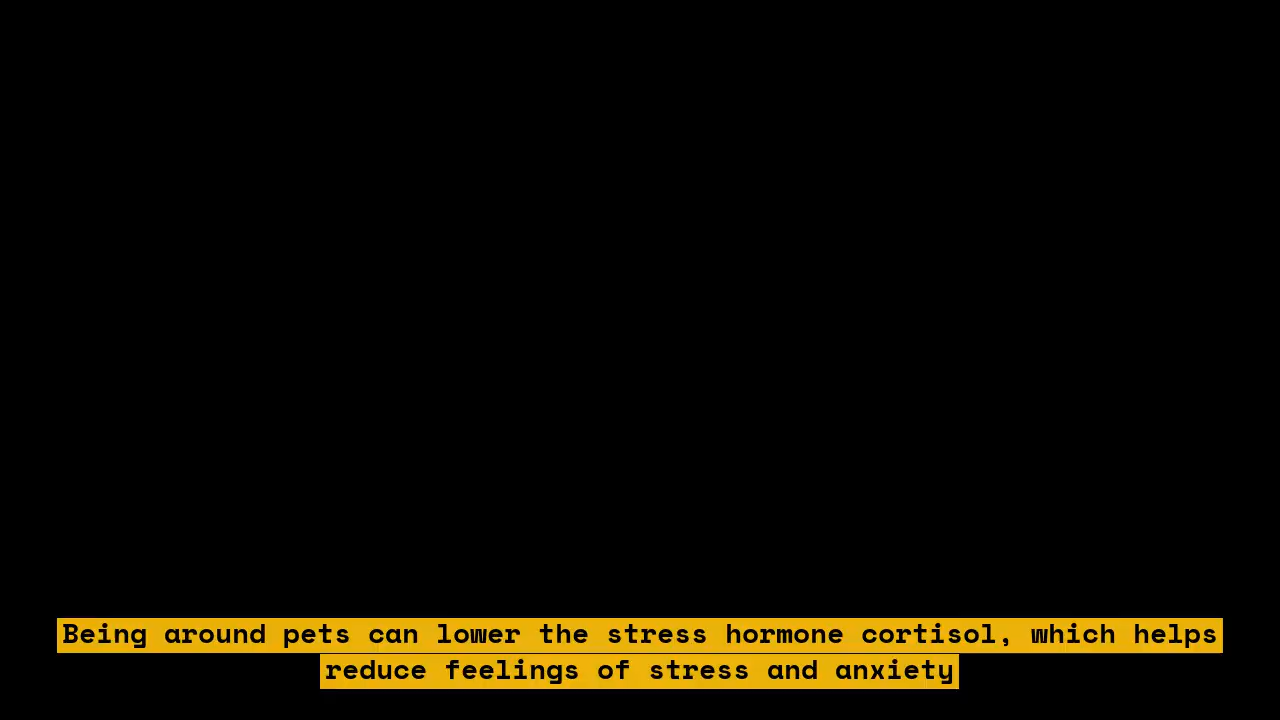 Being around pets can lower the stress hormone cortisol, which helps
reduce feelings of stress and anxiety